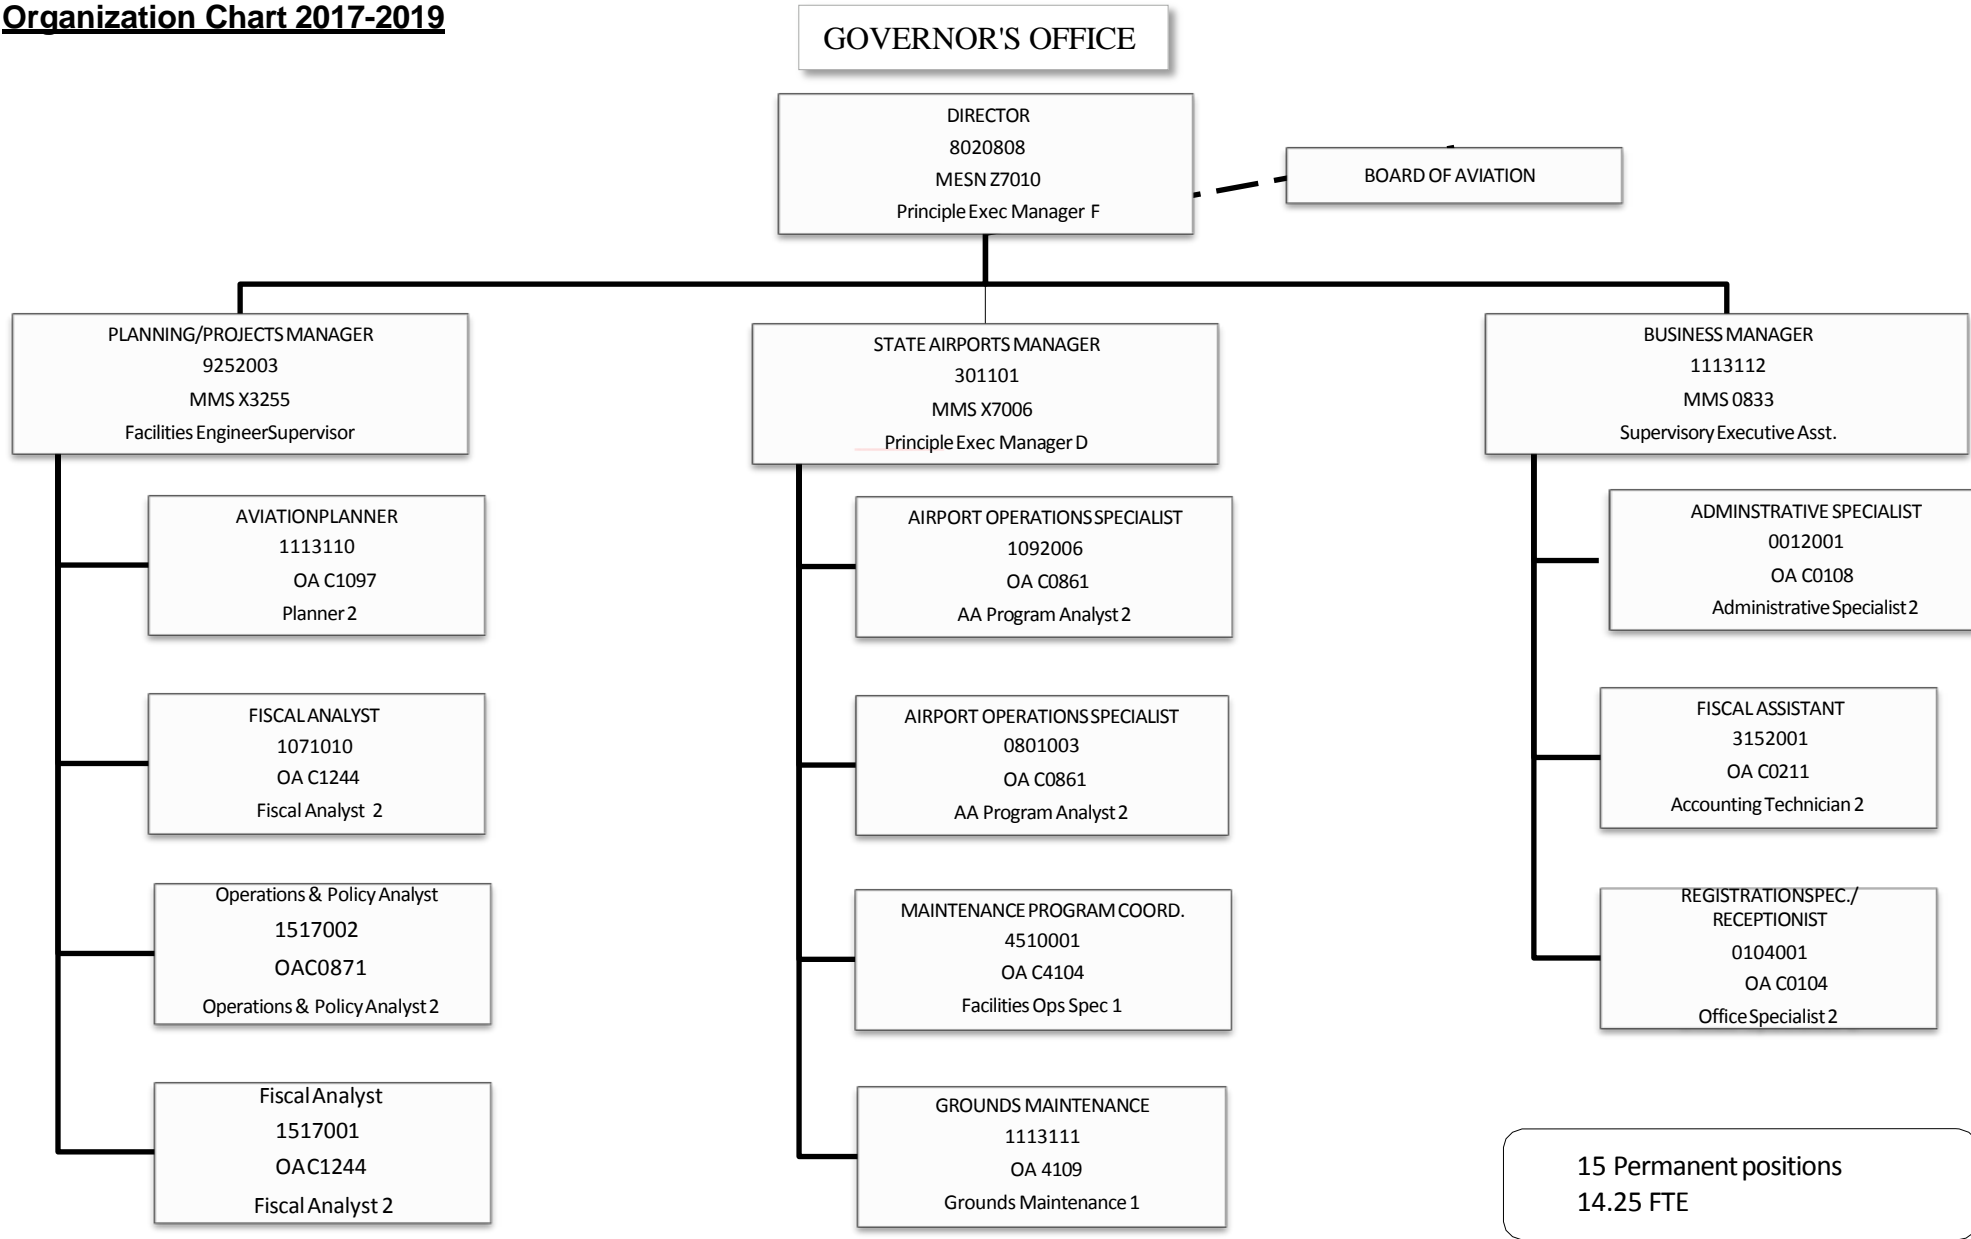 Organization Chart 2017-2019
GOVERNOR'S OFFICE
DIRECTOR
8020808
MESN Z7010
Principle Exec Manager F
BOARD OF AVIATION
PLANNING/PROJECTS MANAGER
9252003
MMS X3255
Facilities EngineerSupervisor
STATE AIRPORTS MANAGER
301101
MMS X7006
Principle Exec Manager D
BUSINESS MANAGER
1113112
MMS 0833
Supervisory Executive Asst.
AVIATIONPLANNER
1113110
OA C1097
Planner 2
FISCAL ANALYST
1071010
OA C1244
Fiscal Analyst 2
Operations & Policy Analyst
1517002
OAC0871
Operations & Policy Analyst 2
Fiscal Analyst
1517001
OAC1244
Fiscal Analyst 2
AIRPORT OPERATIONS SPECIALIST
1092006
OA C0861
AA Program Analyst 2
AIRPORT OPERATIONS SPECIALIST
0801003
OA C0861
AA Program Analyst 2
MAINTENANCE PROGRAM COORD.
4510001
OA C4104
Facilities Ops Spec 1
GROUNDS MAINTENANCE
1113111
OA 4109
Grounds Maintenance 1
ADMINSTRATIVE SPECIALIST
0012001
OA C0108
Administrative Specialist 2
FISCAL ASSISTANT
3152001
OA C0211
Accounting Technician 2
REGISTRATIONSPEC./
RECEPTIONIST
0104001
OA C0104
Office Specialist 2
15 Permanent positions
14.25 FTE